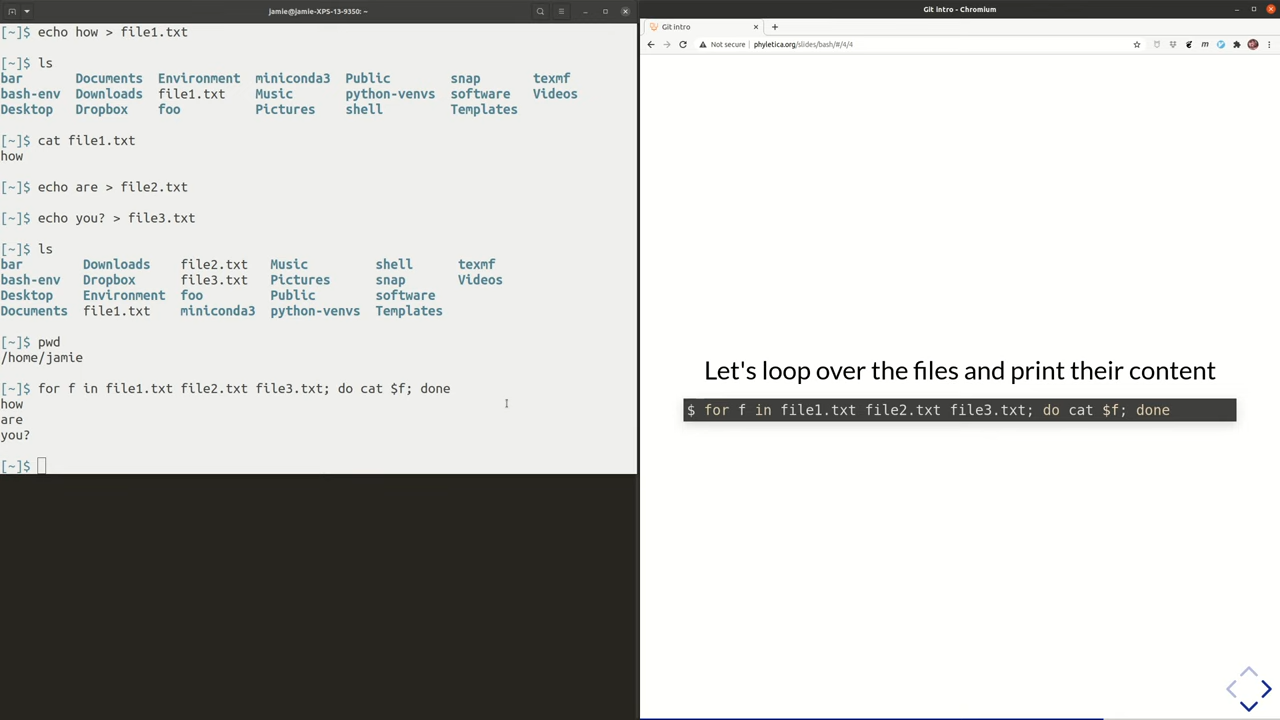 jamie@jamie-XPS-13-9350: ~
[~]$ echo how > file1.txt
[~]$ ls
bar Documents Environment miniconda3 Public snap texmf
bash-env Downloads file1.txt Music python-venvs software Videos
Desktop Dropbox foo Pictures shell Templates
[~]$ cat file1.txt
how
[~]$ echo are > file2.txt
[~]$ echo you? > file3.txt
[~]$ ls
bar Downloads file2.txt Music shell texmf
bash-env Dropbox file3.txt Pictures snap Videos
Desktop Environment foo Public software
Documents file1.txt miniconda3 python-venvs Templates
[~]$ pwd
/home/jamie
[~]$ for f in file1.txt file2.txt file3.txt; do cat $f; done
how
are
you?
[~]$
Git intro - Chromium
Git intro
Not secure phyletica.org/slides/bash/#/4/4
Let's loop over the files and print their content
$ for f in file1.txt file2.txt file3.txt; do cat $f; done